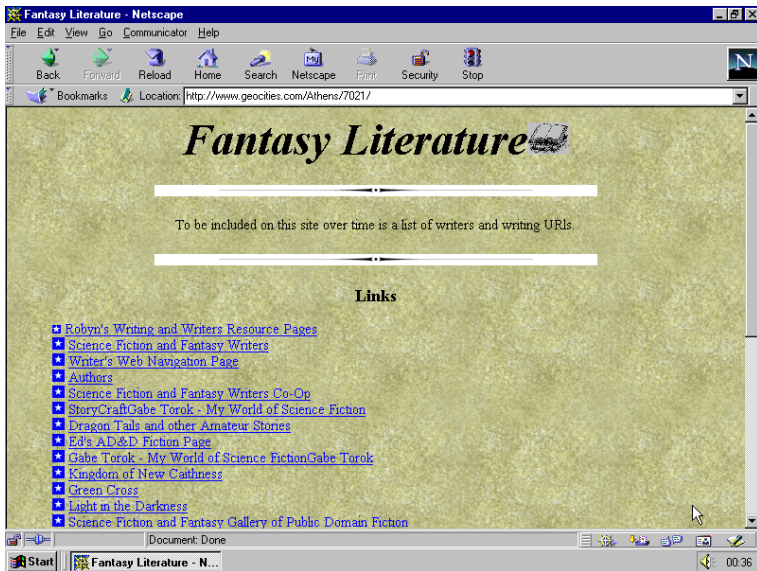 Fantasy Literature - Netscape
File Edit View Go Communicator Help
Back Forward Reload Home Search Netscape Print Security Stop
My
N
Bookmarks Location: http://www.geocities.com/Athens/7021/
Fantasy Literature
To be included on this site over time is a list of writers and writing URls.
Links
Robyn's Writing and Writers Resource Pages
Science Fiction and Fantasy Writers
Writer's Web Navigation Page
Authors
Science Fiction and Fantasy Writers Co-Op
StoryCraftGabe Torok - My World of Science Fiction
Dragon Tails and other Amateur Stories
Ed's AD&D Fiction Page
Gabe Torok - My World of Science FictionGabe Torok
Kingdom of New Caithness
Green Cross
Light in the Darkness
Science Fiction and Fantasy Gallery of Public Domain Fiction
Document: Done
Start Fantasy Literature - N... 00:36